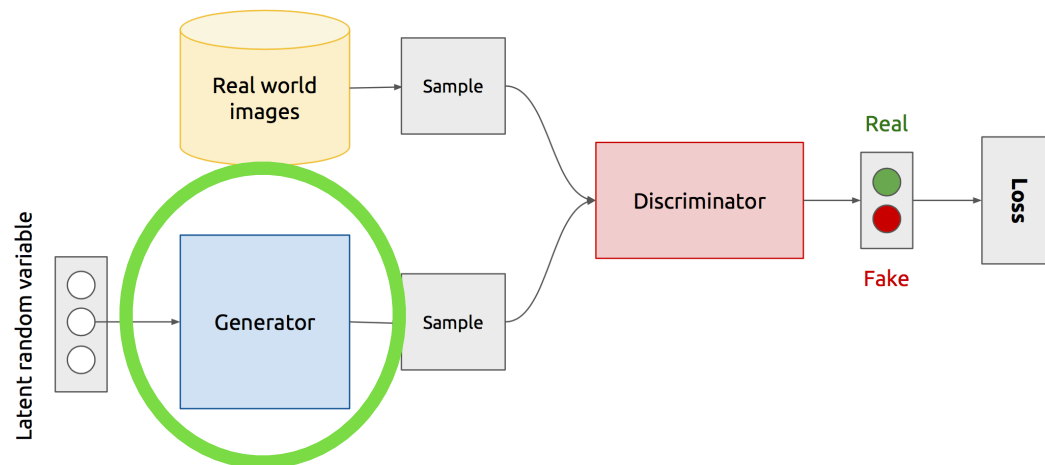 Real world
images
Sample
Real
Discriminator
Loss
Fake
Latent random variable
Generator
Sample